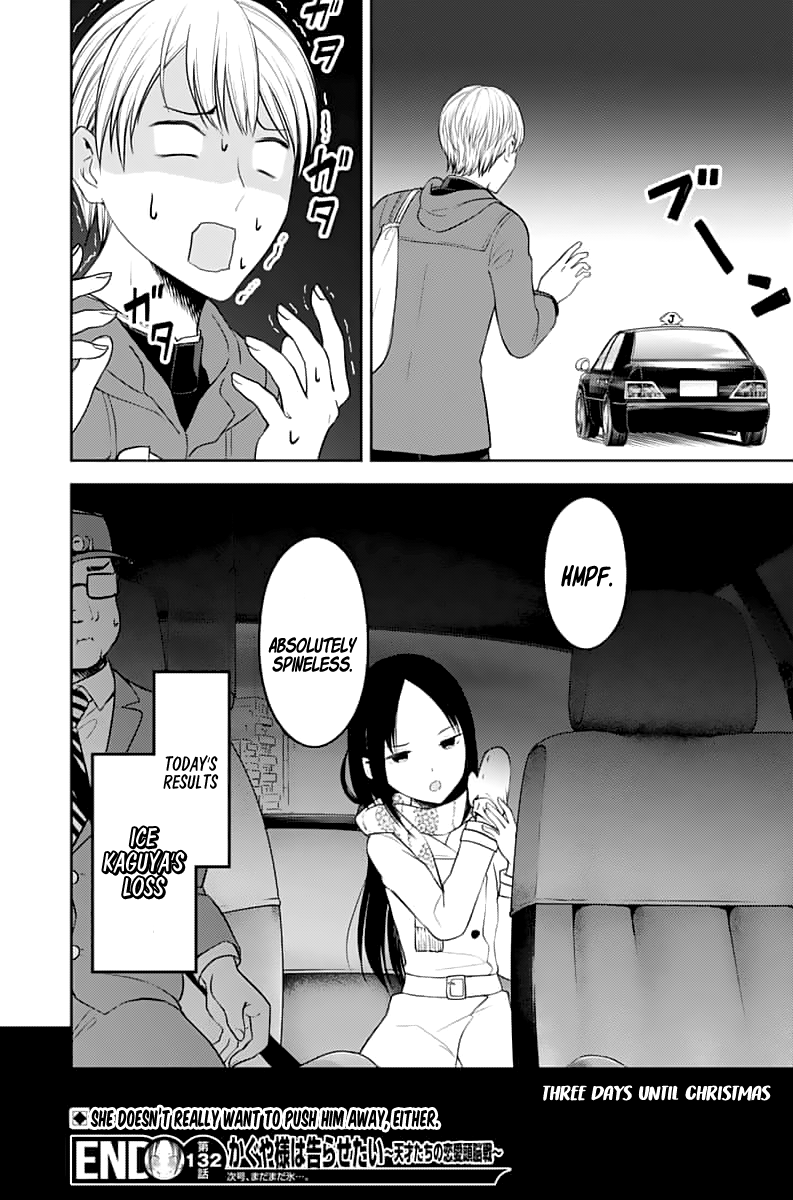 ブーン
J
ガタ
ガタ
ガタ
HMPF.
ABSOLUTELY
SPINELESS.
TODAY'S
RESULTS
ICE
KAGUYA'S
LOSS
THREE DAYS UNTIL CHRISTMAS
SHE DOESN'T REALLY WANT TO PUSH HIM AWAY, EITHER.
END 第132話 かぐや様は告らせたい~天才たちの恋愛頭脳戦~
次号、まだまだ氷…。